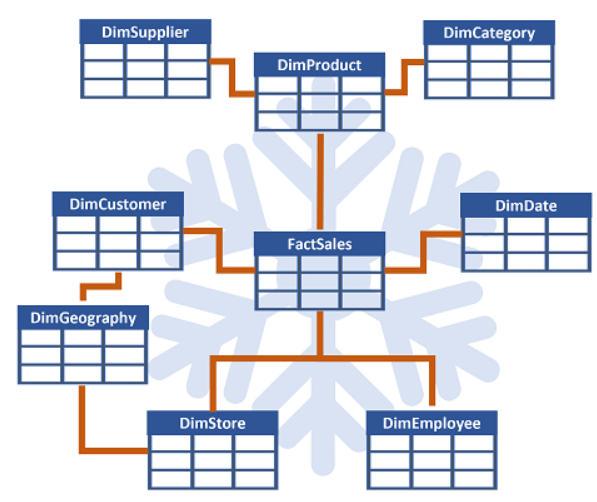 DimSupplier
DimCategory
DimProduct
DimCustomer
DimDate
FactSales
DimGeography
DimStore
DimEmployee